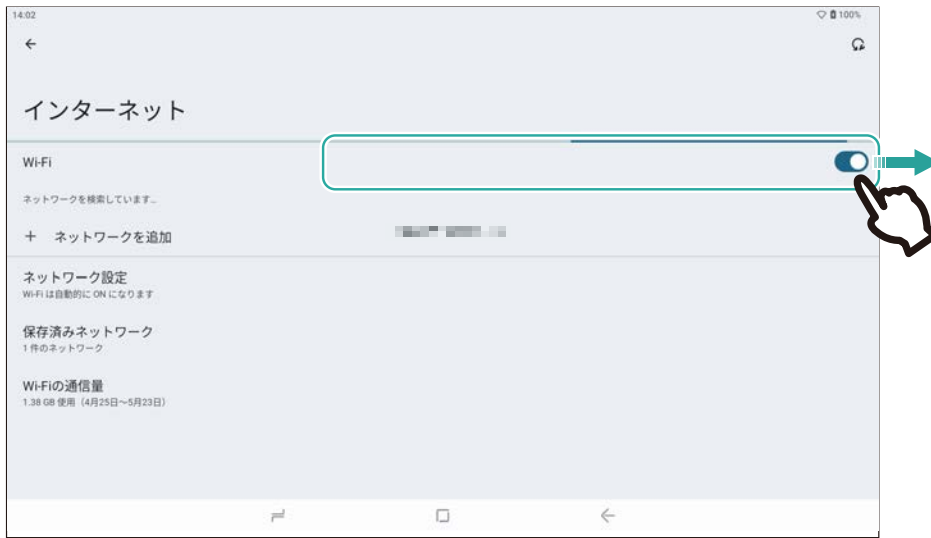 14:02
100%
インターネット
Wi-Fi
ネットワークを検索しています...
+ ネットワークを追加
ネットワーク設定
Wi-Fi は自動的に ON になります
保存済みネットワーク
1 件のネットワーク
Wi-Fiの通信量
1.38 GB 使用（4月25日～5月23日）